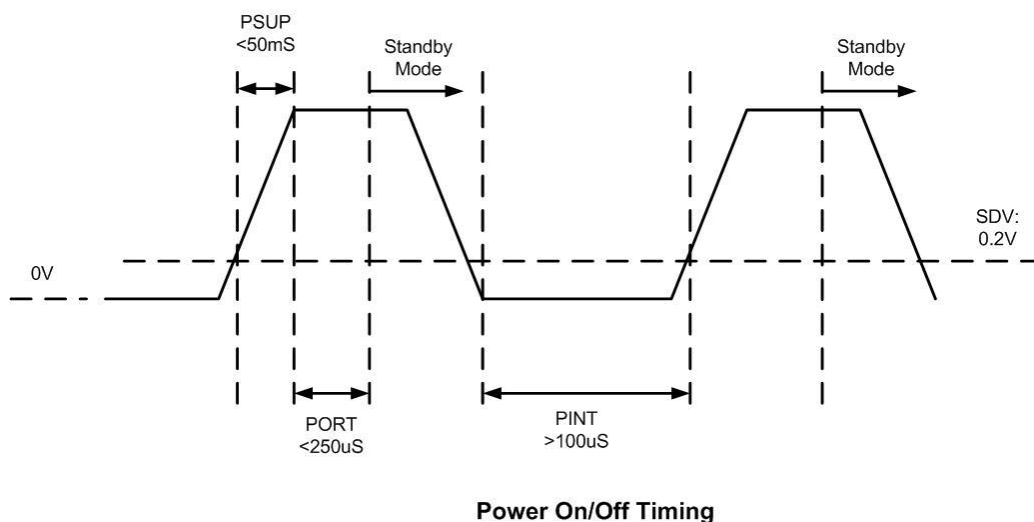 PSUP
<50mS
Standby
Mode
Standby
Mode
SDV:
0.2V
0V
PORT
<250uS
PINT
>100uS
Power On/Off Timing